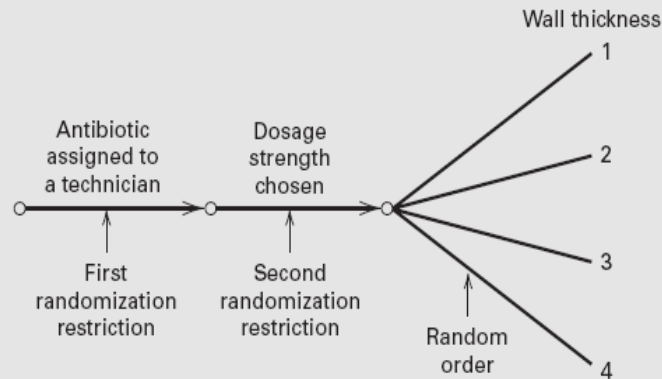 Wall thickness
1
2
3
4
Antibiotic
assigned to
a technician
Dosage
strength
chosen
First
randomization
restriction
Second
randomization
restriction
Random
order